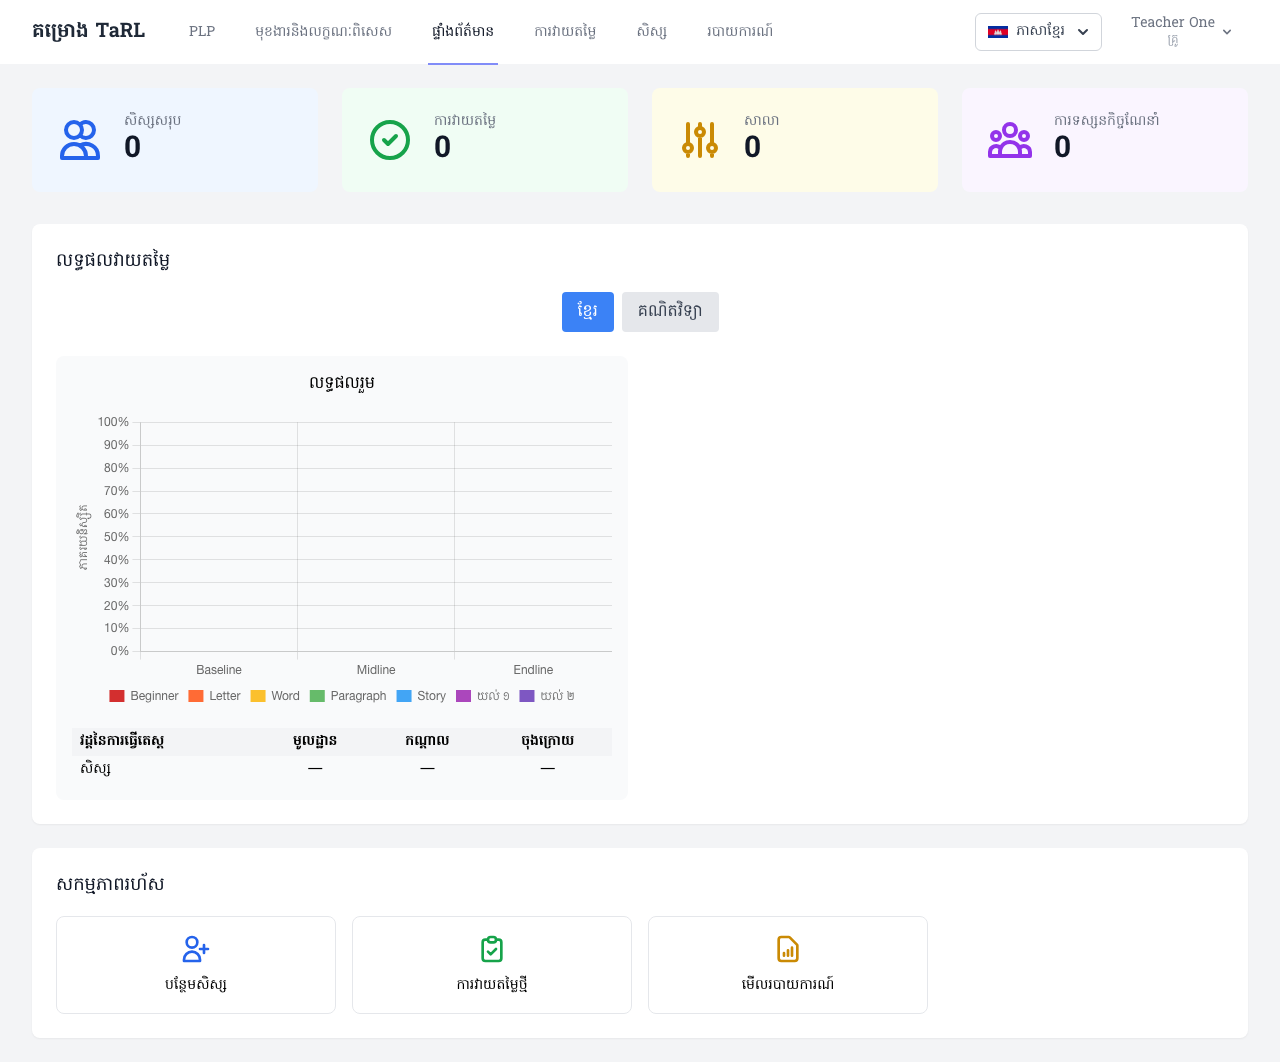 គម្រោង TaRL
PLP
មុខងារនិងលក្ខណៈពិសេស
ផ្ទាំងព័ត៌មាន
ការវាយតម្លៃ
សិស្ស
របាយការណ៍
ភាសាខ្មែរ
Teacher One
គ្រូ
សិស្សសរុប
0
ការវាយតម្លៃ
0
សាលា
0
ការទស្សនកិច្ចណែនាំ
0
លទ្ធផលវាយតម្លៃ
ខ្មែរ
គណិតវិទ្យា
លទ្ធផលរួម
100%
90%
80%
70%
60%
50%
40%
30%
20%
10%
0%
ភាគរយនិស្សិត
Baseline Midline Endline
Beginner Letter Word Paragraph Story យល់ ១ យល់ ២
វដ្តនៃការធ្វើតេស្ត មូលដ្ឋាន កណ្តាល ចុងក្រោយ
សិស្ស — — —
សកម្មភាពរហ័ស
បន្ថែមសិស្ស
ការវាយតម្លៃថ្មី
មើលរបាយការណ៍